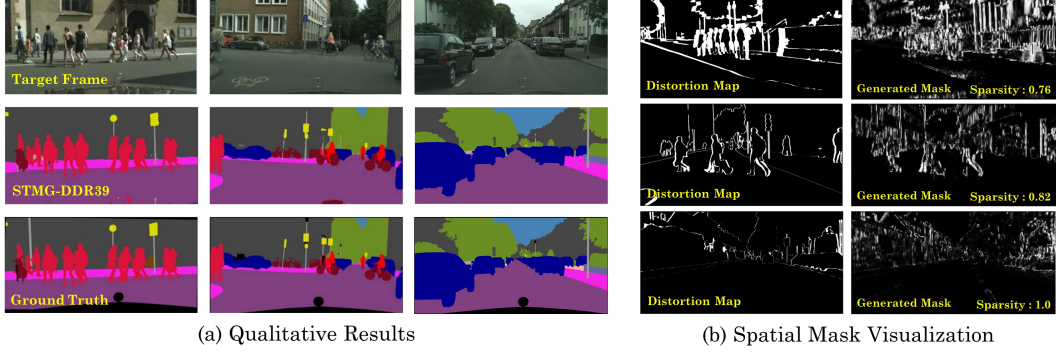 Target Frame
STMG-DDR39
Ground Truth
(a) Qualitative Results
Distortion Map
Generated Mask Sparsity : 0.76
Distortion Map
Generated Mask Sparsity : 0.82
Distortion Map
Generated Mask Sparsity : 1.0
(b) Spatial Mask Visualization